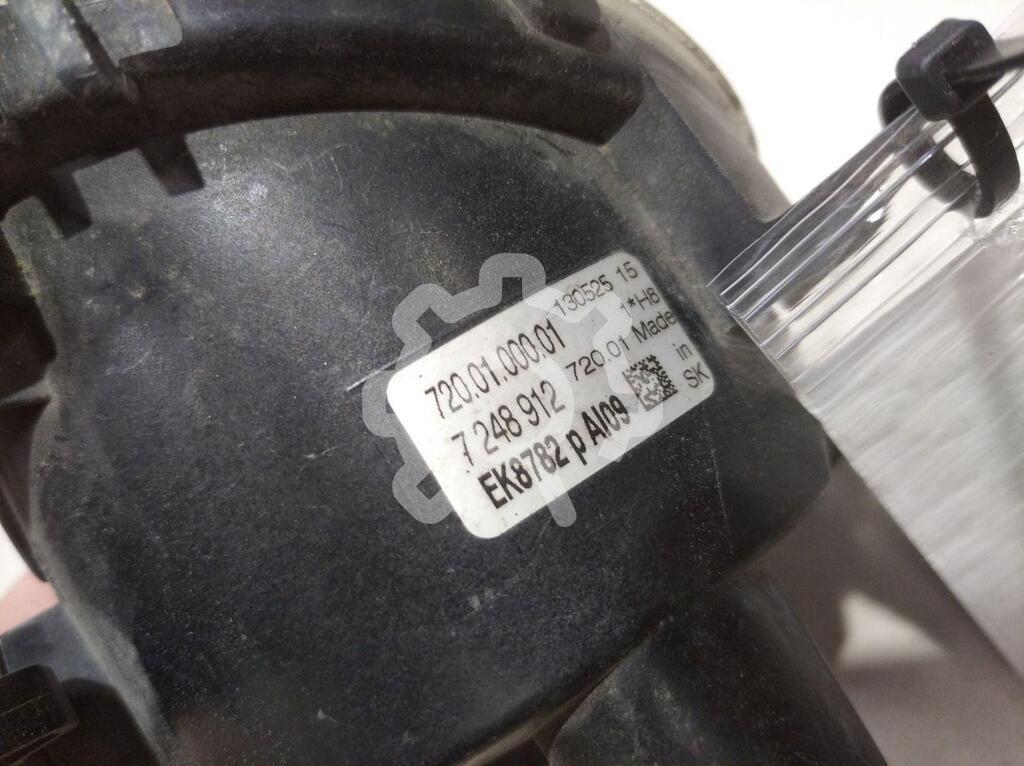 720.01.000.01 130525 15
7 248 912 720.01 1*H8
EK8782 p AI09 Made
in
SK